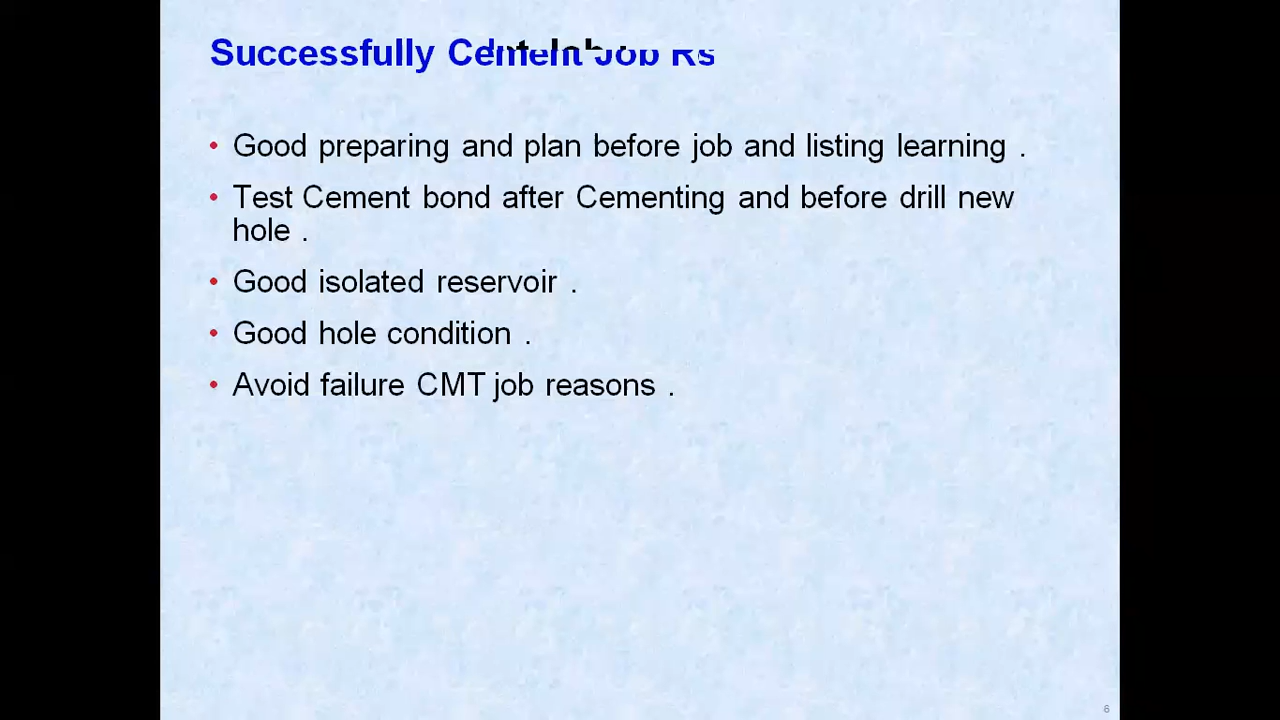 Successfully Cement Job Rs
• Good preparing and plan before job and listing learning .
• Test Cement bond after Cementing and before drill new
hole .
• Good isolated reservoir .
• Good hole condition .
• Avoid failure CMT job reasons .
6